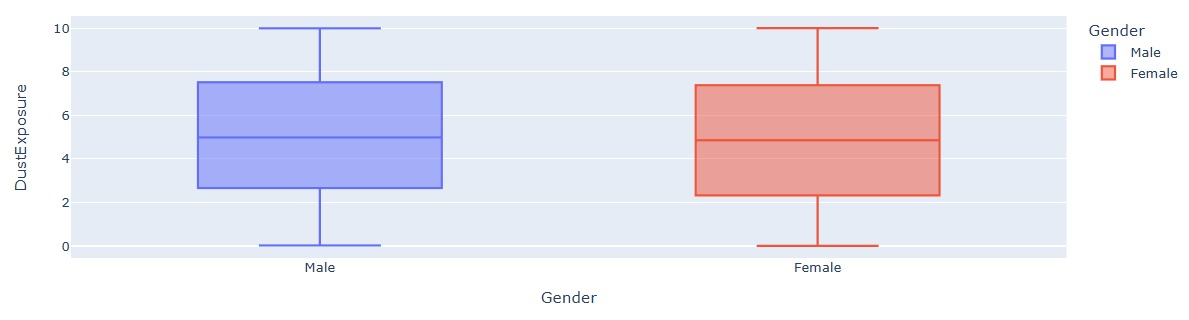 DustExposure
10
8
6
4
2
0
Male
Female
Gender
Gender
Male
Female